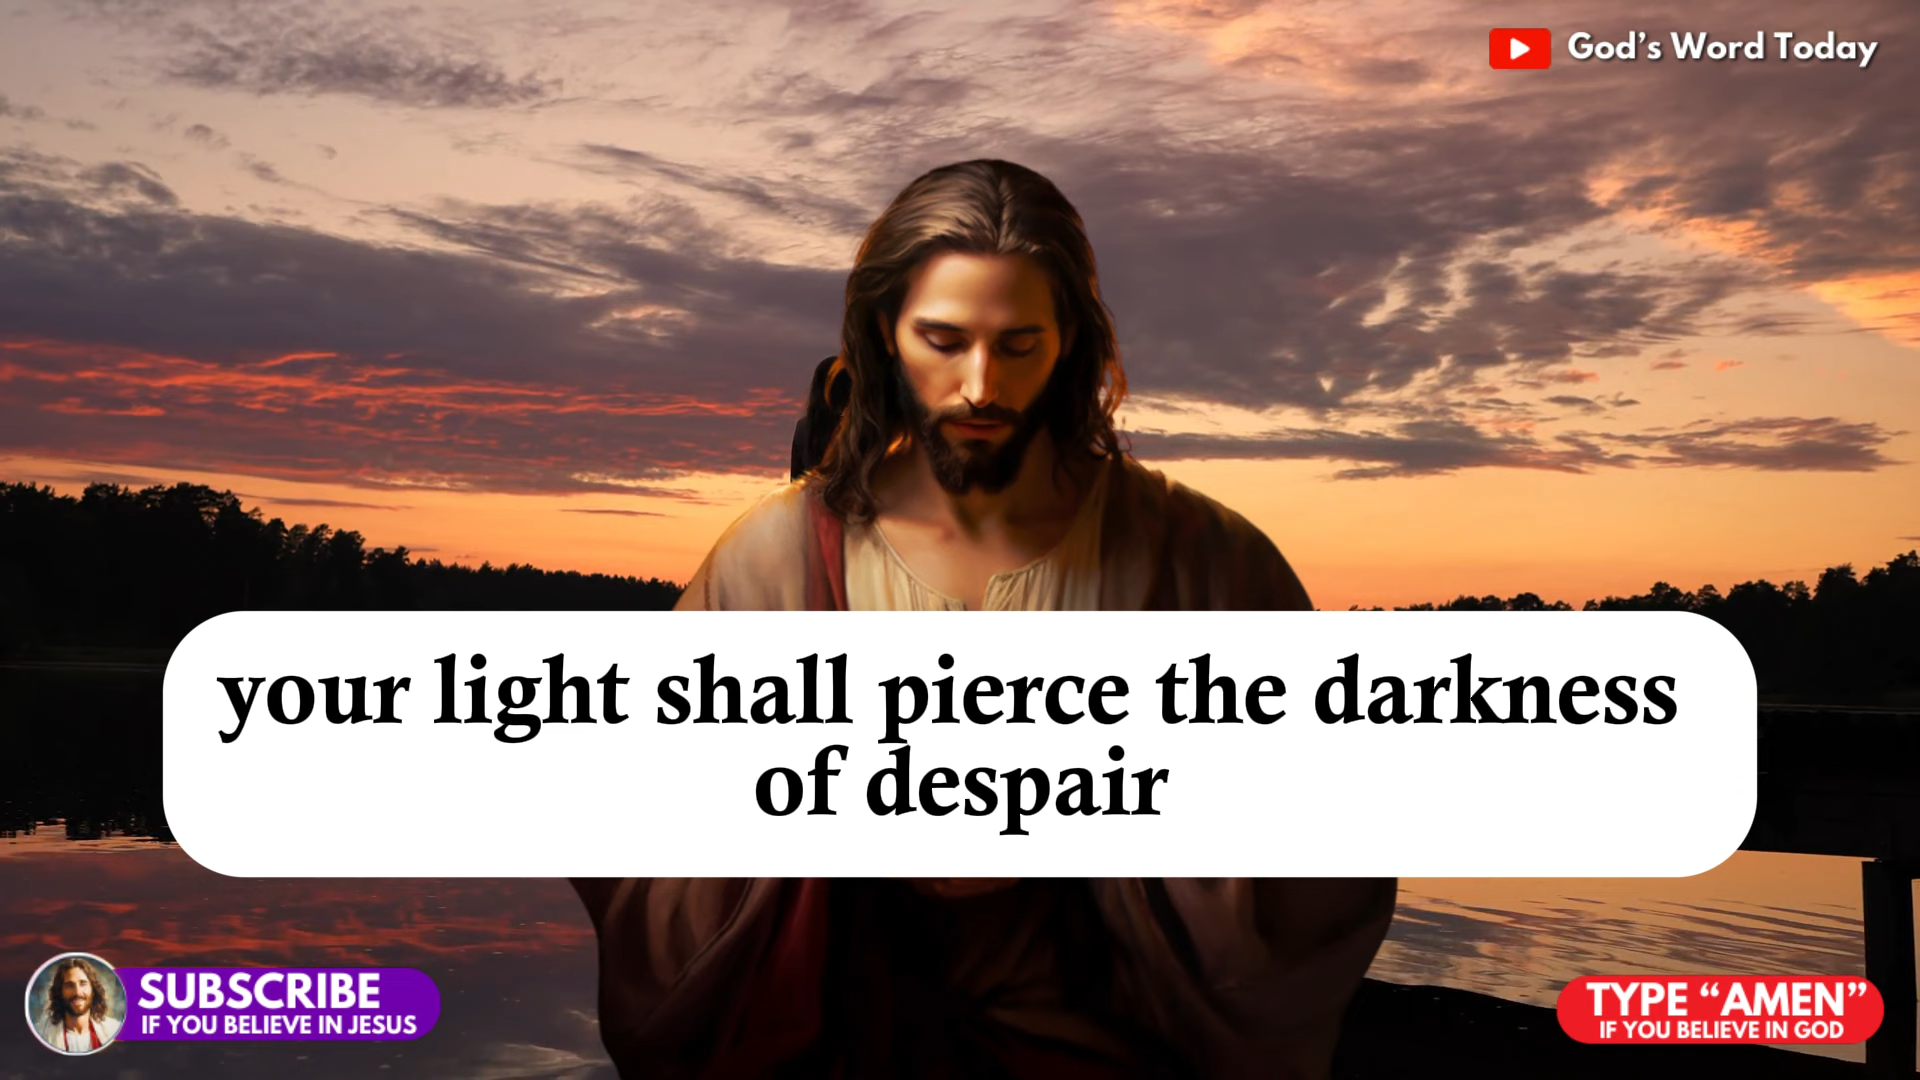 God's Word Today
your light shall pierce the darkness
of despair
SUBSCRIBE
IF YOU BELIEVE IN JESUS
TYPE “AMEN”
IF YOU BELIEVE IN GOD